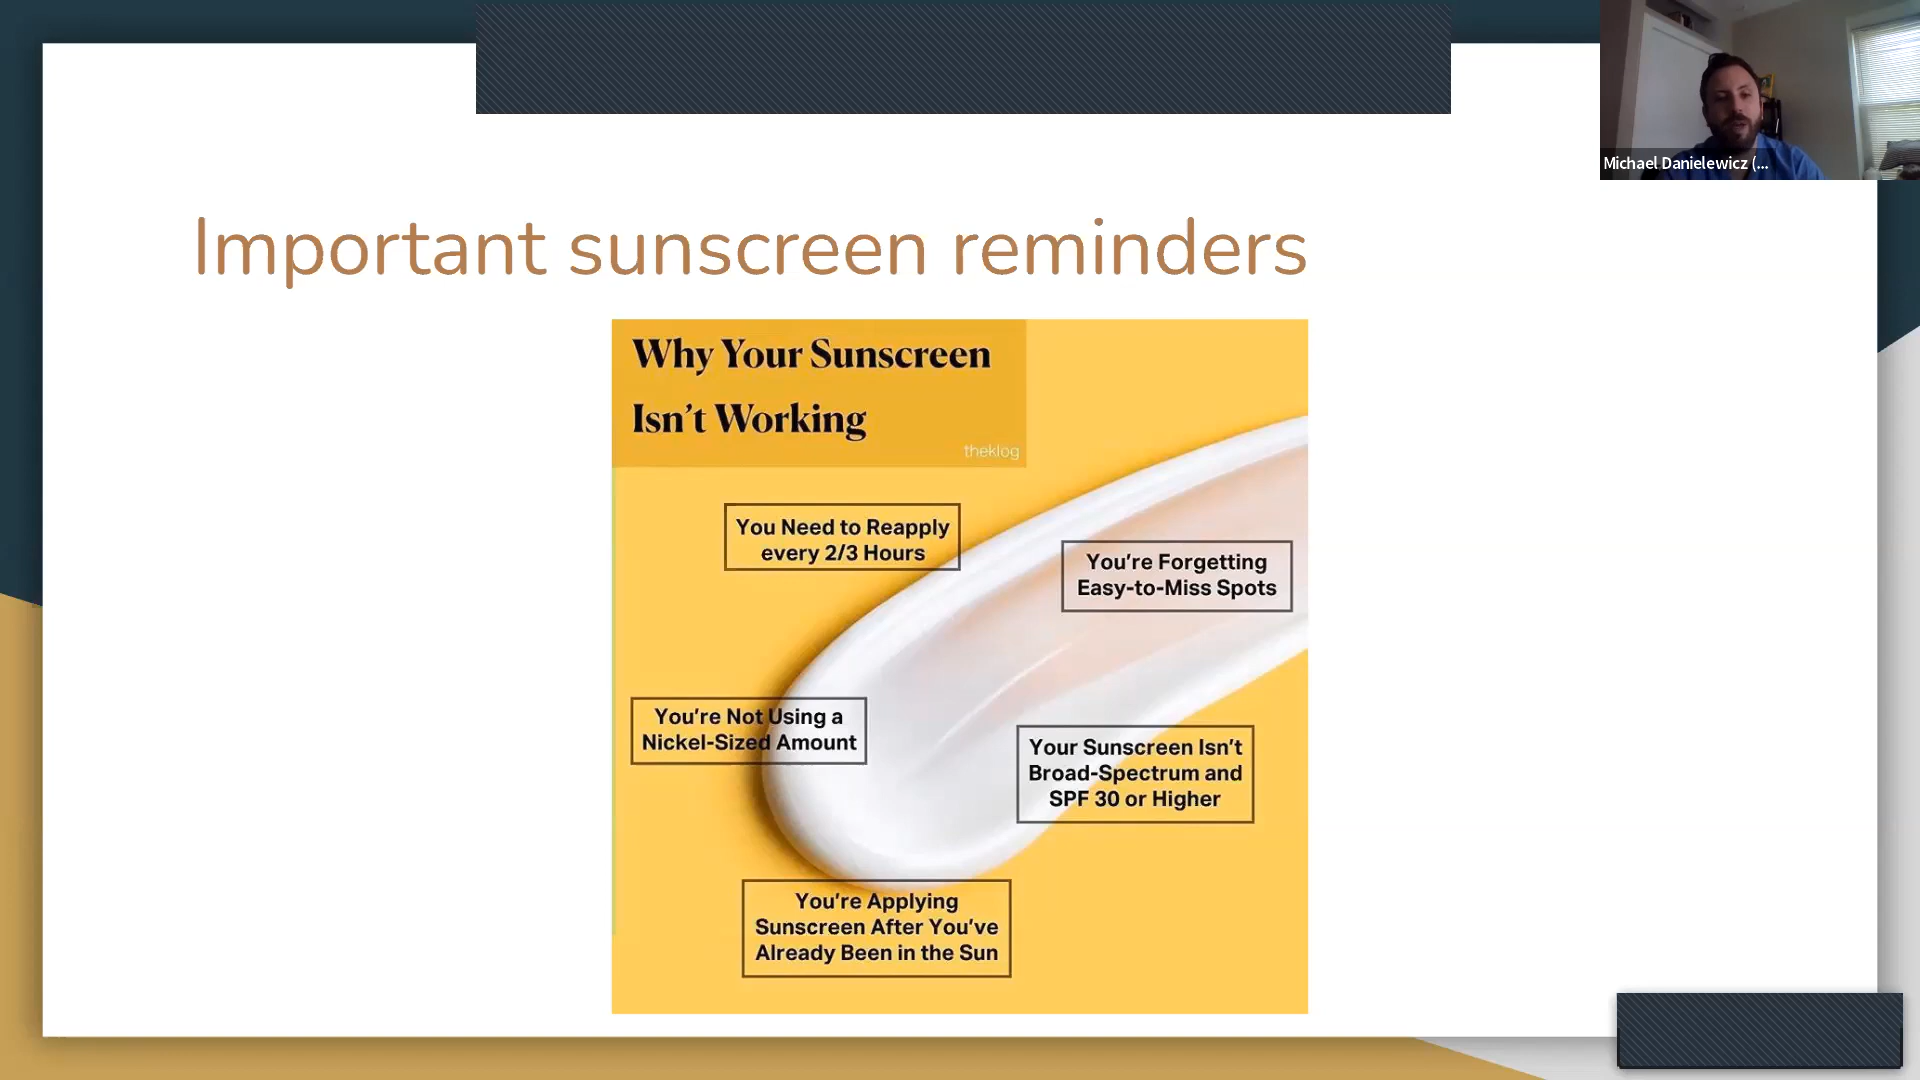 Michael Danielewicz (...
Important sunscreen reminders
Why Your Sunscreen
Isn't Working
theklog
You Need to Reapply
every 2/3 Hours
You're Forgetting
Easy-to-Miss Spots
You're Not Using a
Nickel-Sized Amount
Your Sunscreen Isn't
Broad-Spectrum and
SPF 30 or Higher
You're Applying
Sunscreen After You've
Already Been in the Sun